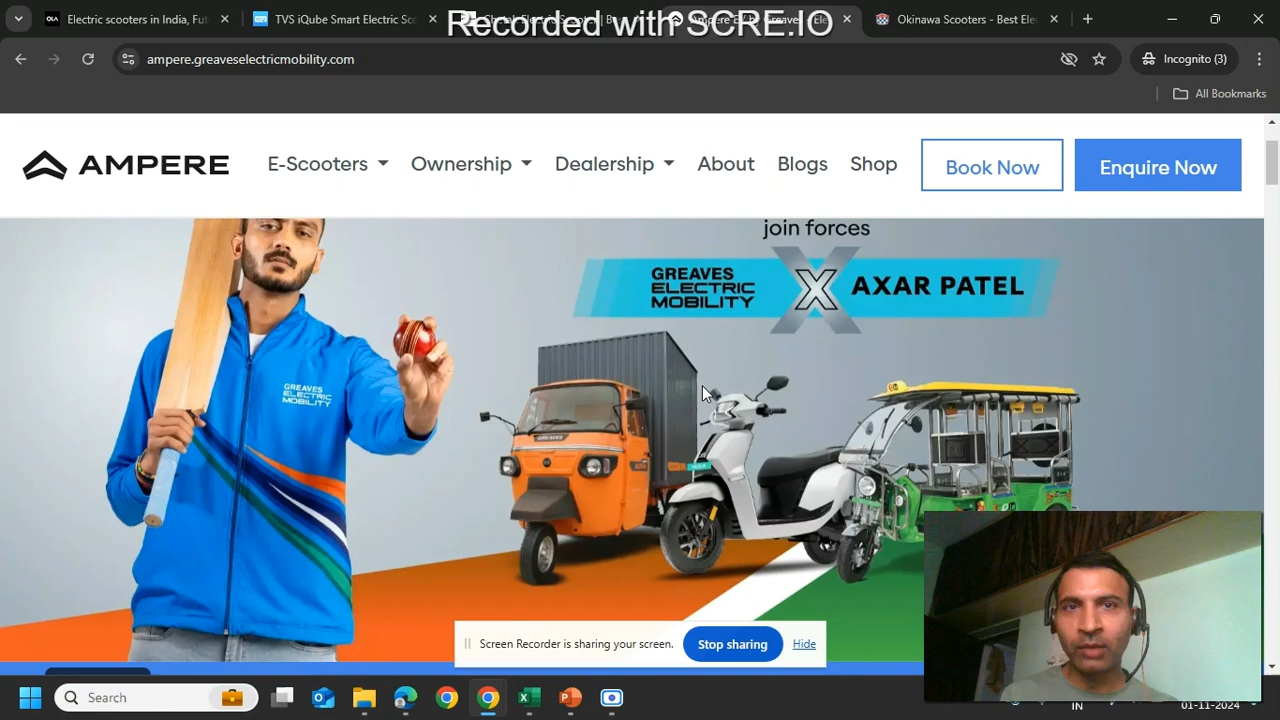 Electric scooters in India, Fut
TVS iQube Smart Electric Sco
Okinawa Scooters - Best Ele
Recorded with SCRE.IO
ampere.greaveselectricmobility.com
Incognito (3)
All Bookmarks
AMPERE
E-Scooters
Ownership
Dealership
About
Blogs
Shop
Book Now
Enquire Now
join forces
GREAVES
ELECTRIC
MOBILITY
X
AXAR PATEL
GREAVES
ELECTRIC
MOBILITY
GREAVES
Screen Recorder is sharing your screen.
Stop sharing
Hide
Search
IN
01-11-2024